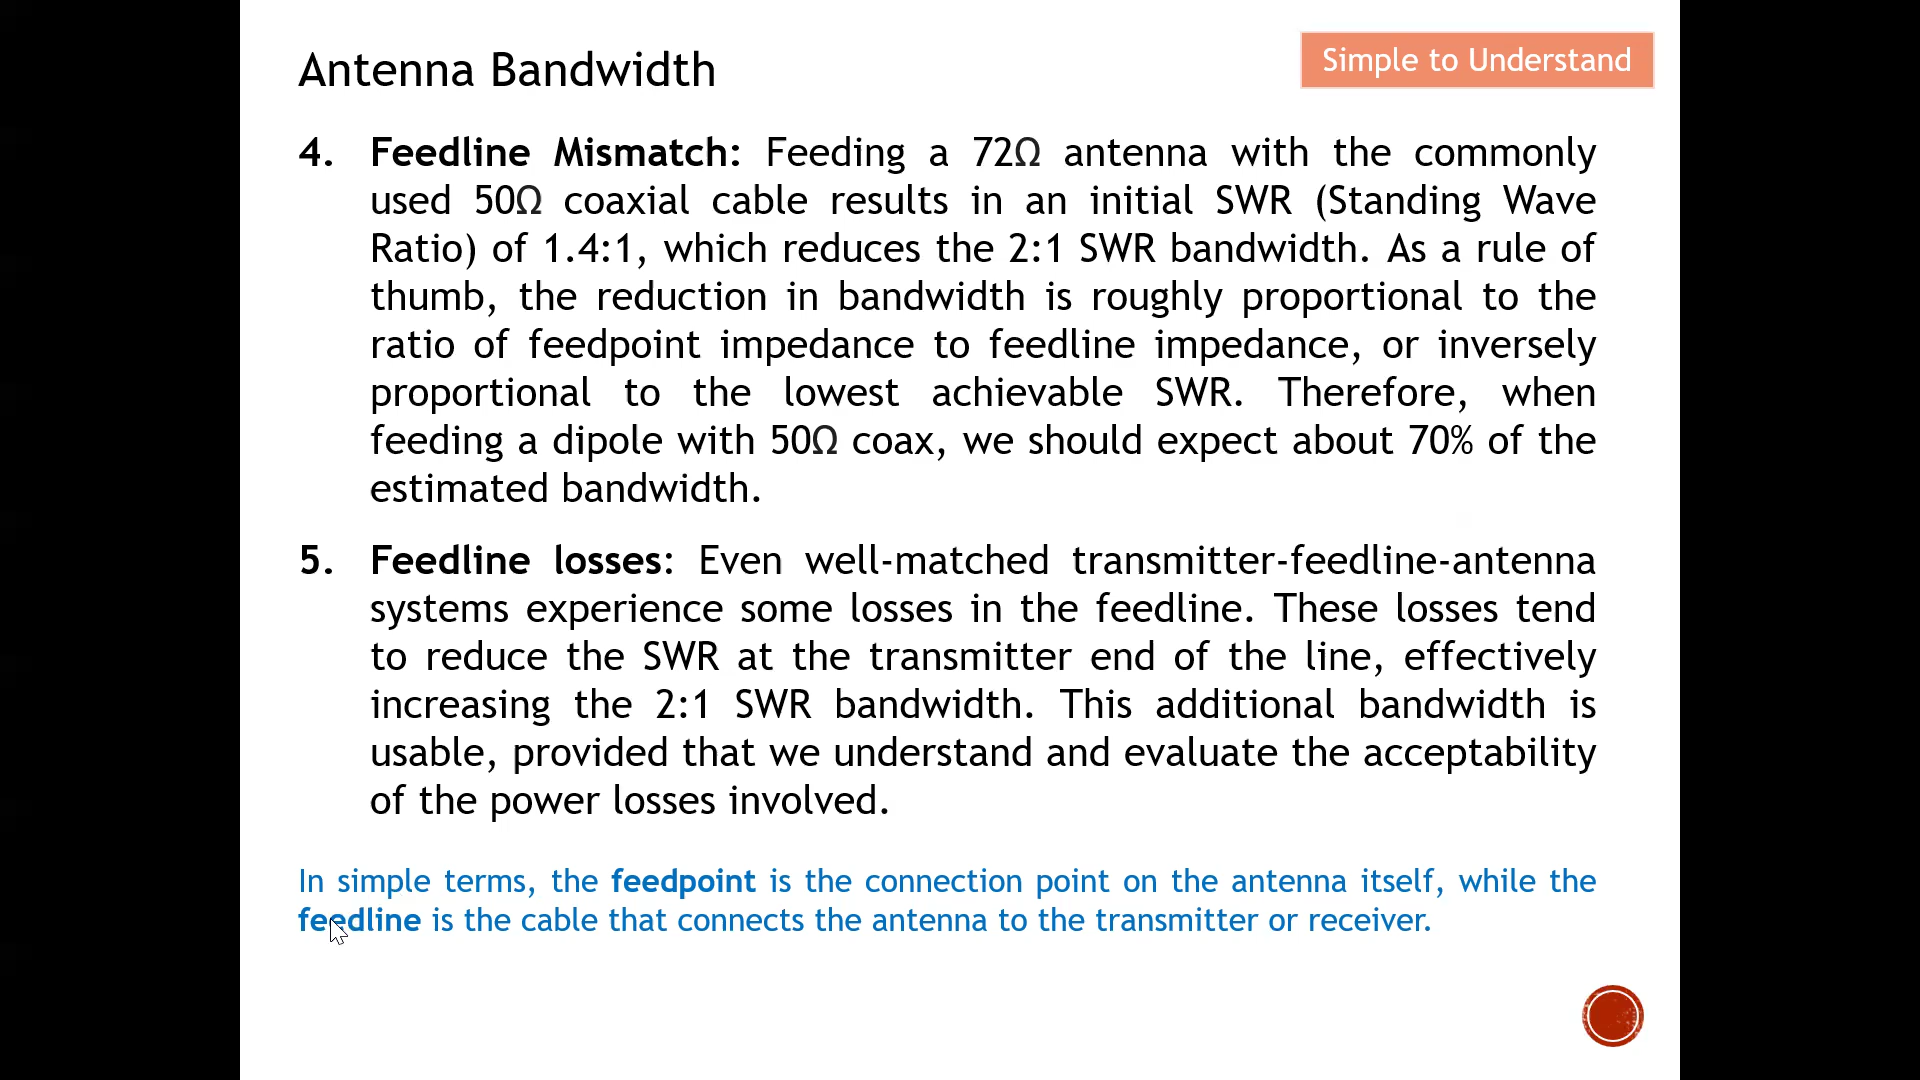 Antenna Bandwidth
Simple to Understand
4. Feedline Mismatch: Feeding a 72Ω antenna with the commonly
used 50Ω coaxial cable results in an initial SWR (Standing Wave
Ratio) of 1.4:1, which reduces the 2:1 SWR bandwidth. As a rule of
thumb, the reduction in bandwidth is roughly proportional to the
ratio of feedpoint impedance to feedline impedance, or inversely
proportional to the lowest achievable SWR. Therefore, when
feeding a dipole with 50Ω coax, we should expect about 70% of the
estimated bandwidth.
5. Feedline losses: Even well-matched transmitter-feedline-antenna
systems experience some losses in the feedline. These losses tend
to reduce the SWR at the transmitter end of the line, effectively
increasing the 2:1 SWR bandwidth. This additional bandwidth is
usable, provided that we understand and evaluate the acceptability
of the power losses involved.
In simple terms, the feedpoint is the connection point on the antenna itself, while the
feedline is the cable that connects the antenna to the transmitter or receiver.